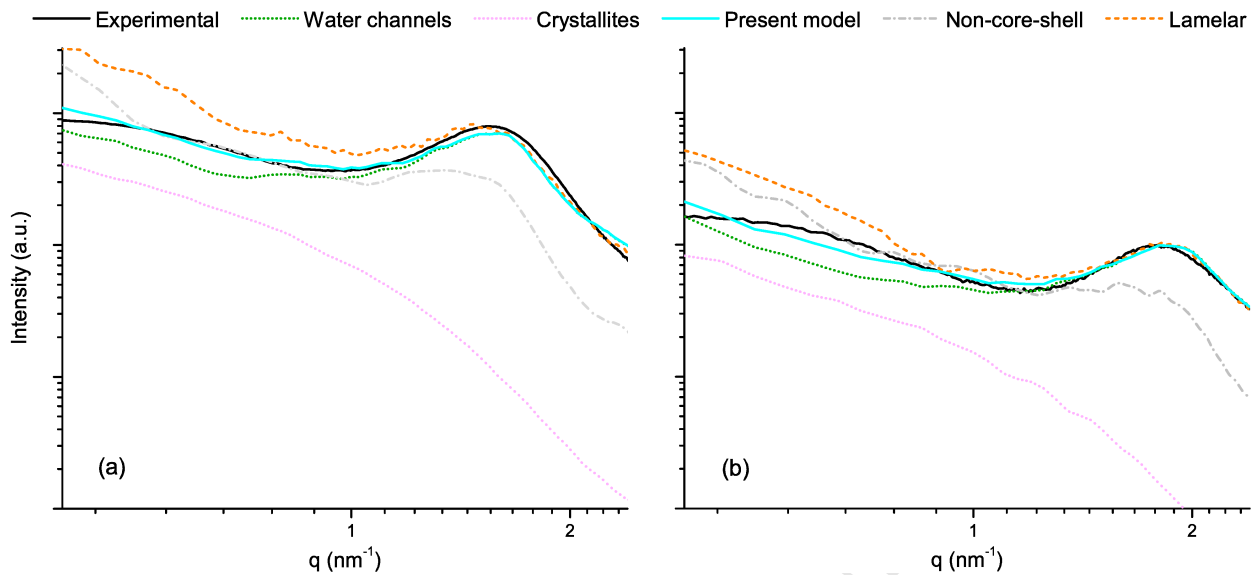 Experimental Water channels Crystallites Present model Non-core-shell Lamelar
Intensity (a.u.)
(a) (b)
1 2 1 2
q (nm-1) q (nm-1)